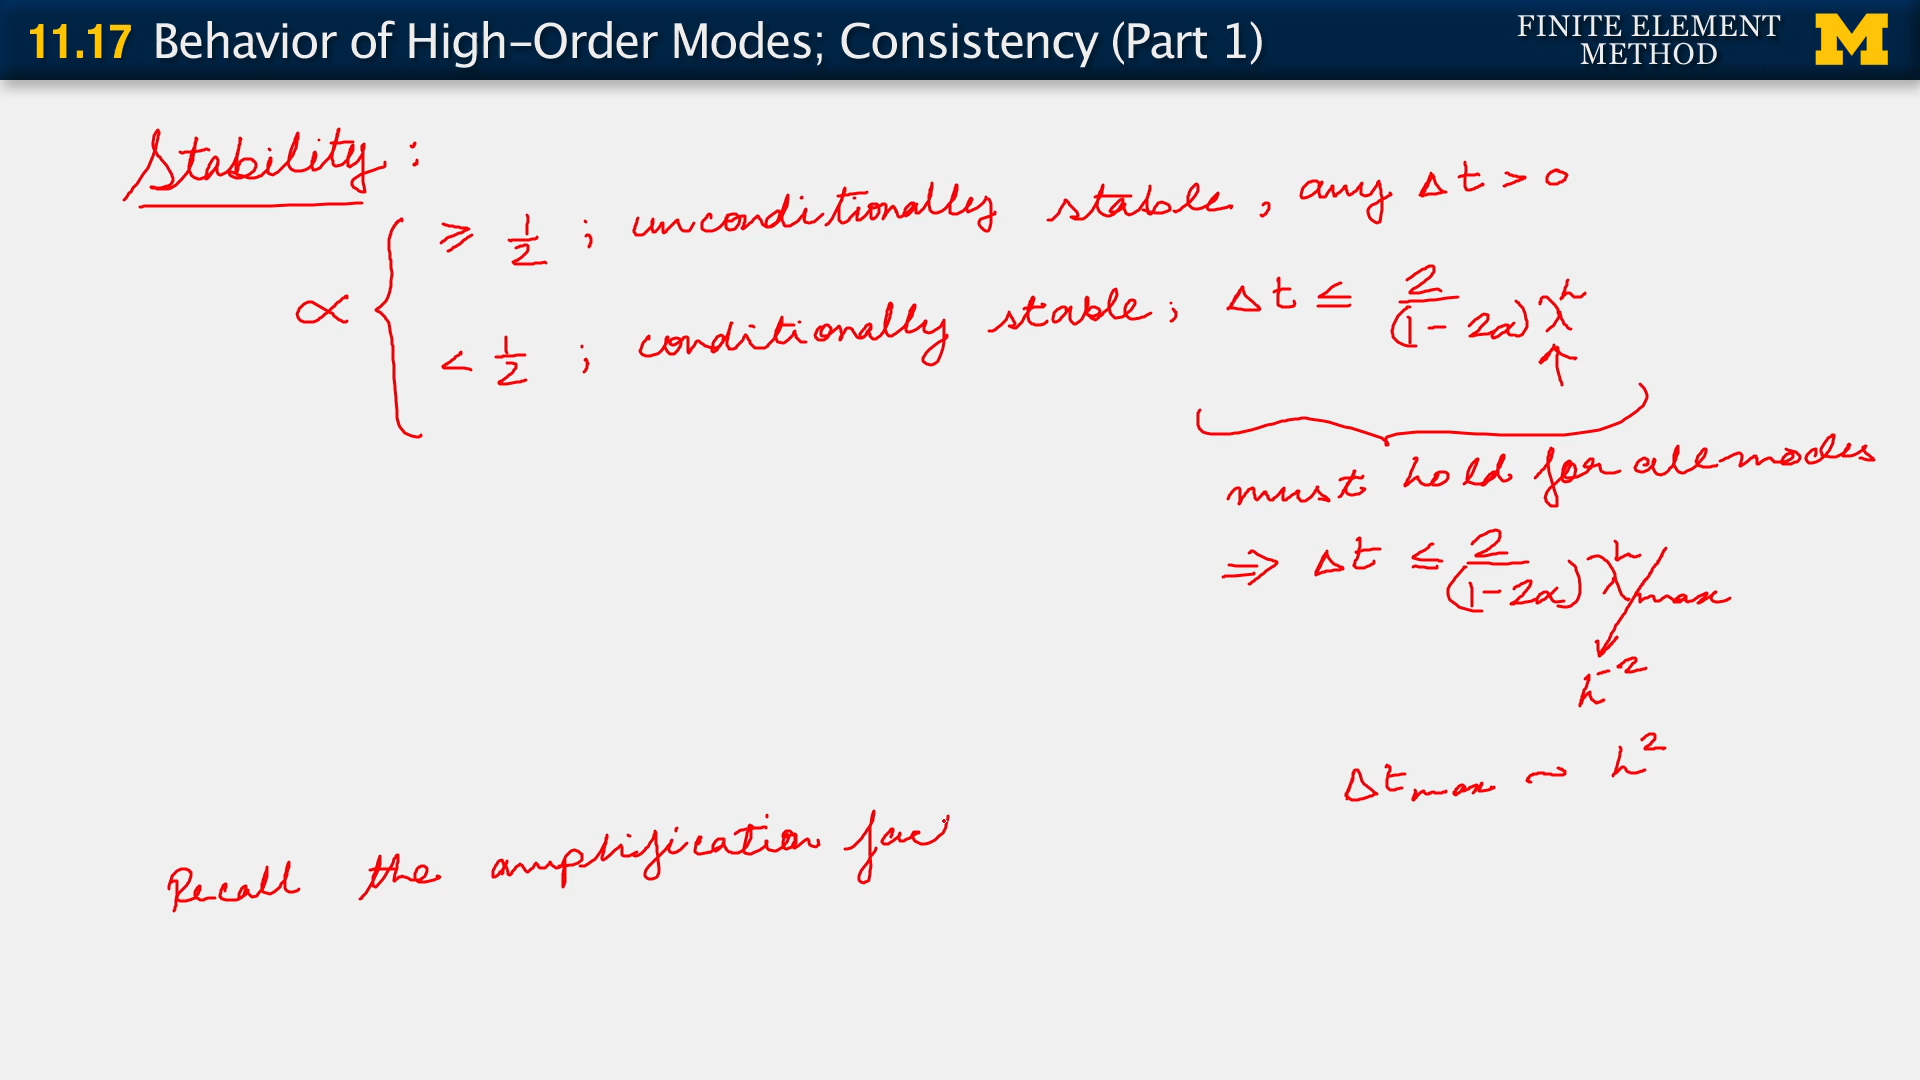 11.17 Behavior of High-Order Modes; Consistency (Part 1)
FINITE ELEMENT
METHOD
M
Stability :
α { ≥ 1/2 ; unconditionally stable, any Δt > 0
< 1/2 ; conditionally stable ; Δt ≤ 2/((1 - 2α) λ^h)
↑
must hold for all modes
⇒ Δt ≤ 2/((1 - 2α) λ^h_max)
h^-2
Δt_max ~ h^2
Recall the amplification fac